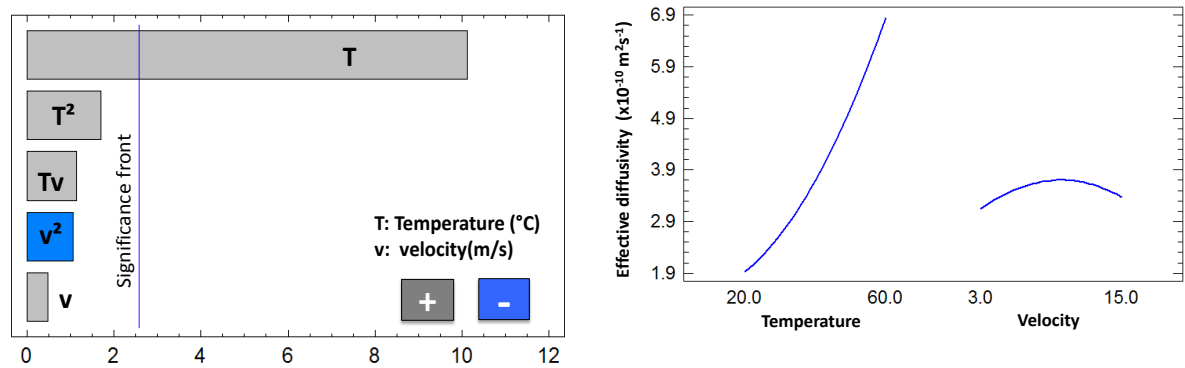 T
T²
Tv
v²
v
Significance front
T: Temperature (°C)
v: velocity(m/s)
+
-
0 2 4 6 8 10 12
Effective diffusivity (x10⁻¹⁰ m²s⁻¹)
6.9
5.9
4.9
3.9
2.9
1.9
20.0 60.0 3.0 15.0
Temperature Velocity